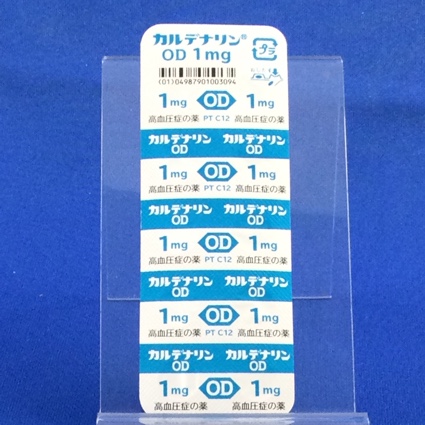 カルデナリン®
OD 1mg
プラ
(01)04987901003094
1mg OD 1mg
高血圧症の薬 PT C12 高血圧症の薬
カルデナリン カルデナリン
OD OD
1mg OD 1mg
高血圧症の薬 PT C12 高血圧症の薬
カルデナリン カルデナリン
OD OD
1mg OD 1mg
高血圧症の薬 PT C12 高血圧症の薬
カルデナリン カルデナリン
OD OD
1mg OD 1mg
高血圧症の薬 PT C12 高血圧症の薬
カルデナリン カルデナリン
OD OD
1mg OD 1mg
高血圧症の薬 高血圧症の薬